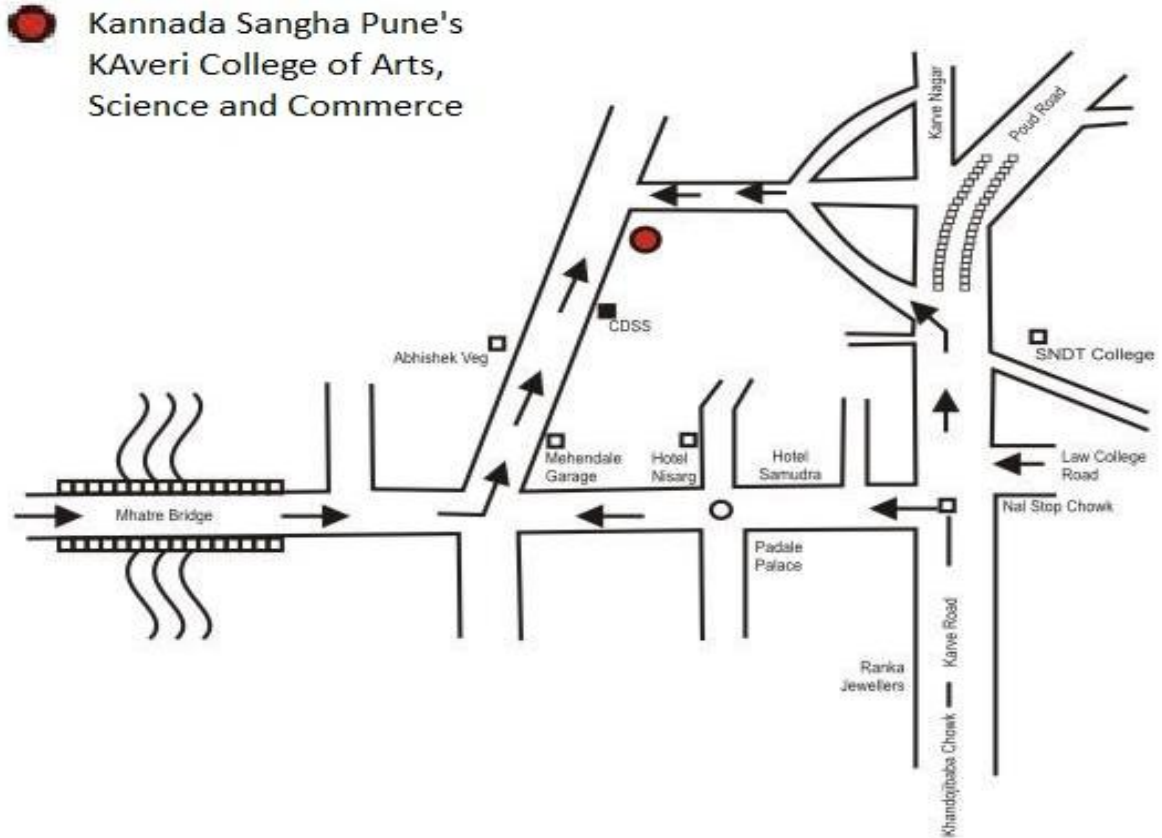 Kannada Sangha Pune's
KAveri College of Arts,
Science and Commerce
Karve Nagar
Poud Road
CDSS
Abhishek Veg
SNDT College
Mehendale
Garage
Hotel
Nisarg
Hotel
Samudra
Law College
Road
Mhatre Bridge
Nal Stop Chowk
Padale
Palace
Karve Road
Ranka
Jewellers
Khandojibaba Chowk